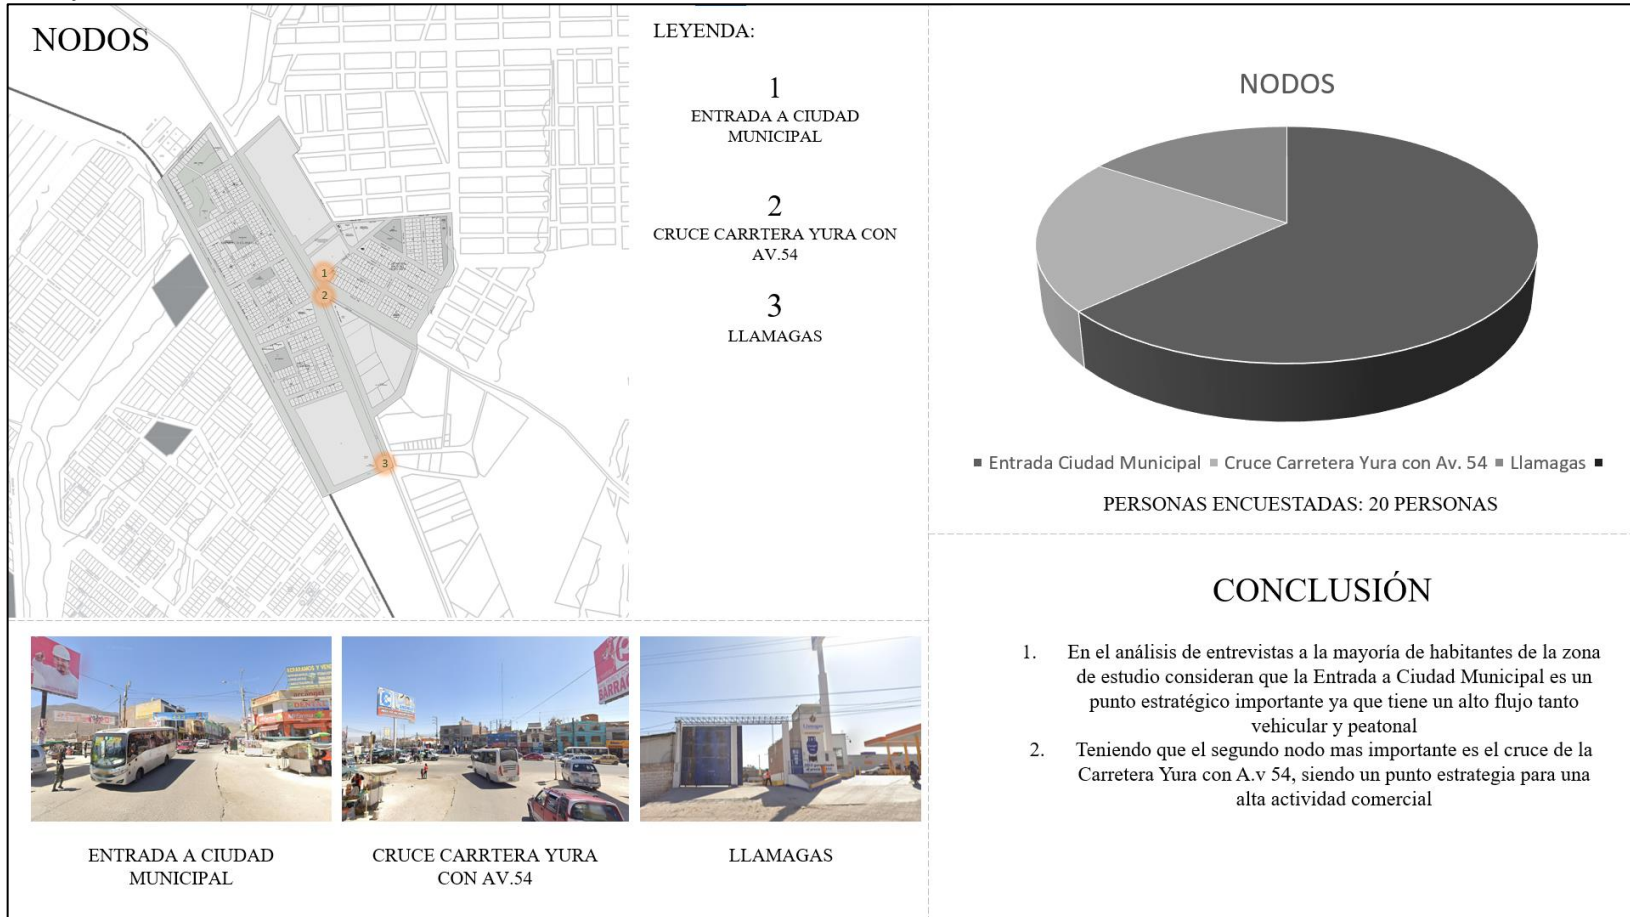 NODOS
1
2
3
LEYENDA:
1
ENTRADA A CIUDAD
MUNICIPAL
2
CRUCE CARRTERA YURA CON
AV.54
3
LLAMAGAS
NODOS
Entrada Ciudad Municipal
Cruce Carretera Yura con Av. 54
Llamagas
PERSONAS ENCUESTADAS: 20 PERSONAS
ENTRADA A CIUDAD
MUNICIPAL
CRUCE CARRTERA YURA
CON AV.54
LLAMAGAS
CONCLUSIÓN
1. En el análisis de entrevistas a la mayoría de habitantes de la zona
de estudio consideran que la Entrada a Ciudad Municipal es un
punto estratégico importante ya que tiene un alto flujo tanto
vehicular y peatonal
2. Teniendo que el segundo nodo mas importante es el cruce de la
Carretera Yura con A.v 54, siendo un punto estrategia para una
alta actividad comercial